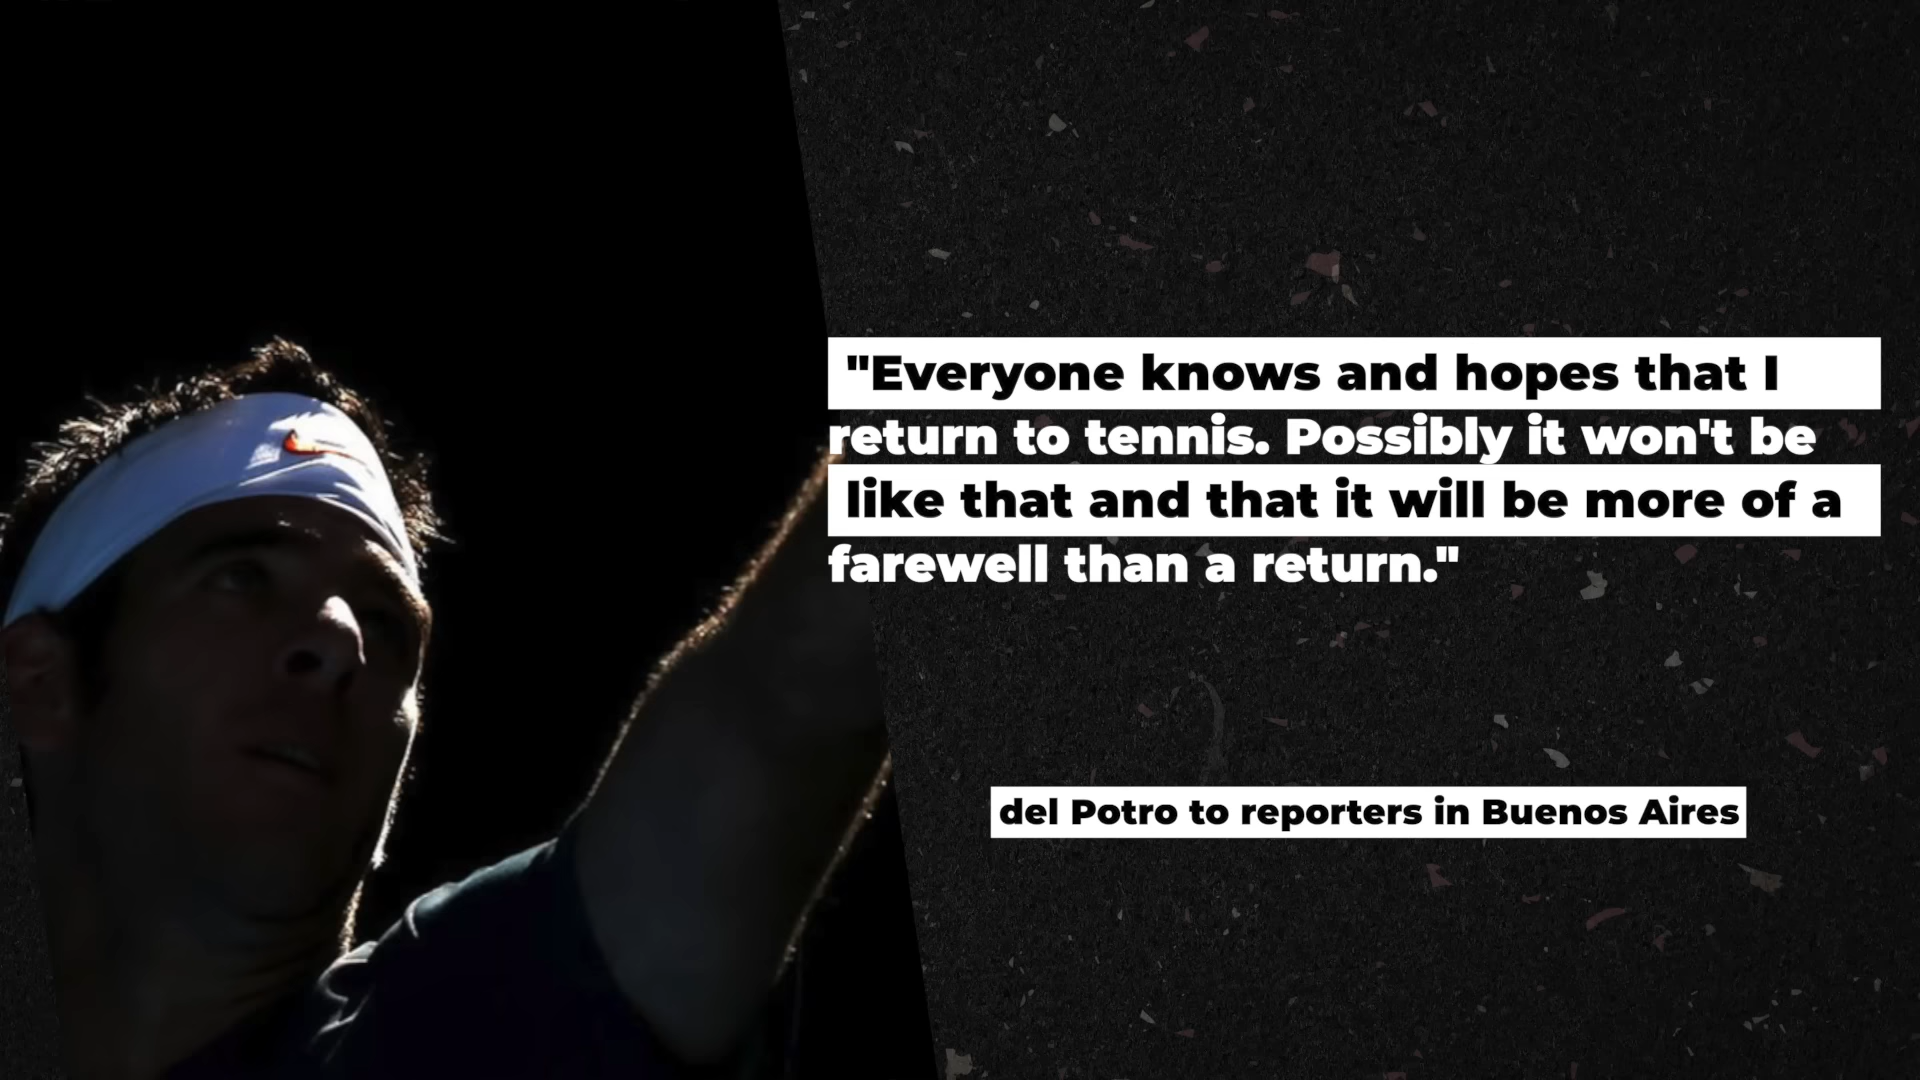 "Everyone knows and hopes that I
return to tennis. Possibly it won't be
like that and that it will be more of a
farewell than a return."
del Potro to reporters in Buenos Aires